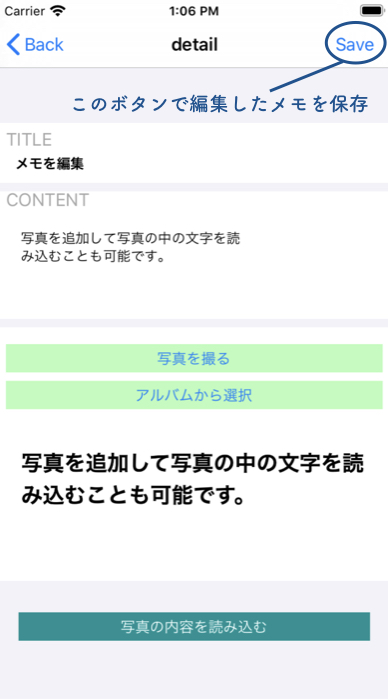 Carrier 1:06 PM
Back detail Save
このボタンで編集したメモを保存
TITLE
メモを編集
CONTENT
写真を追加して写真の中の文字を読
み込むことも可能です。
写真を撮る
アルバムから選択
写真を追加して写真の中の文字を読
み込むことも可能です。
写真の内容を読み込む